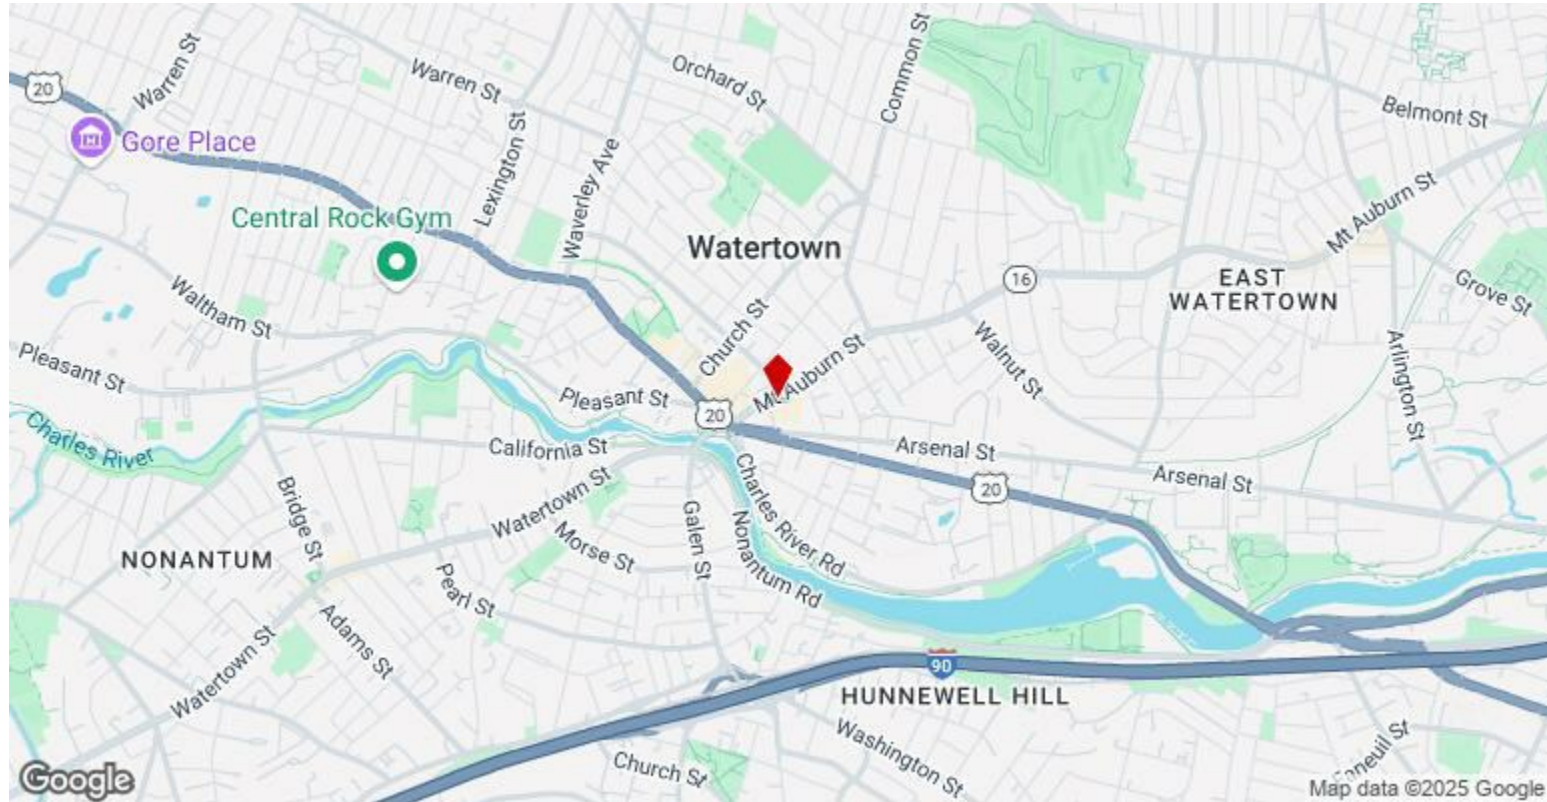 Warren St
Warren St
Orchard St
Common St
20
Belmont St
Gore Place
Lexington St
Waverley Ave
Central Rock Gym
Watertown
Mt Auburn St
16
EAST
WATERTOWN
Grove St
Waltham St
Church St
Walnut St
Arlington St
Pleasant St
Pleasant St
Mt Auburn St
20
Charles River
California St
Arsenal St
Arsenal St
20
Bridge St
Watertown St
Galen St
Charles River Rd
Nonantum Rd
Morse St
NONANTUM
Pearl St
Adams St
Watertown St
90
HUNNEWELL HILL
Church St
Washington St
Google
Map data ©2025 Google